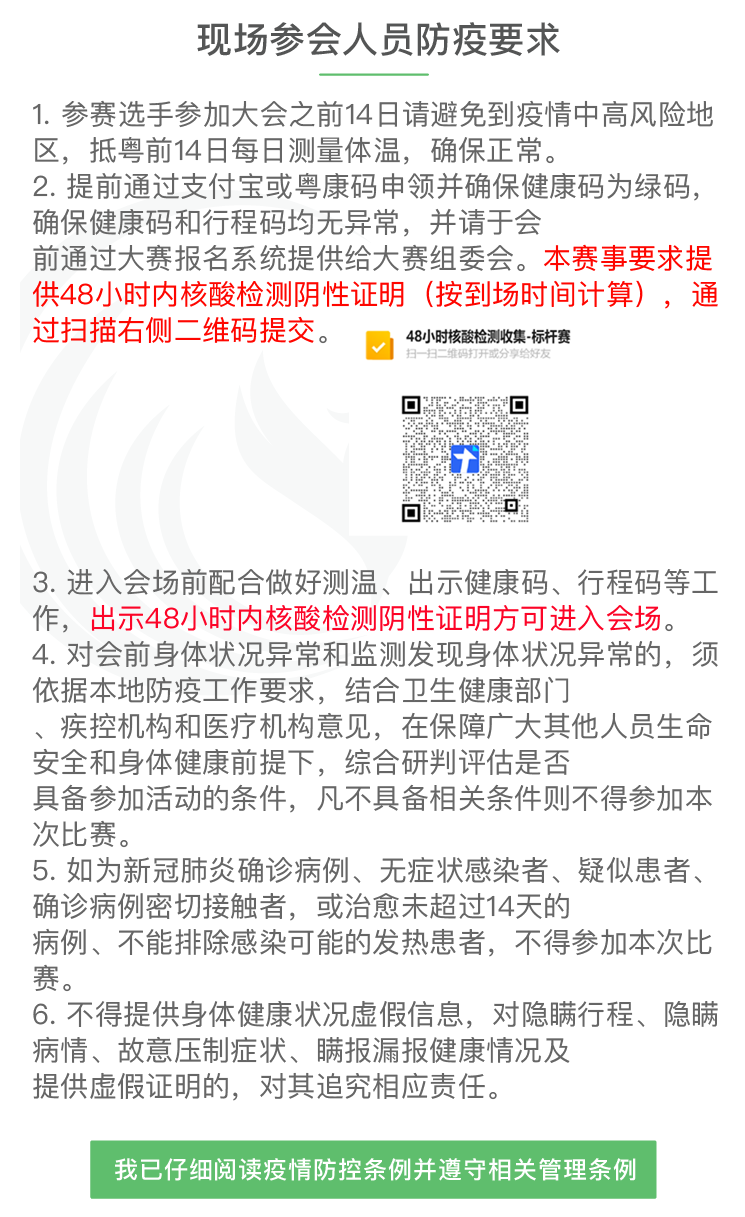 现场参会人员防疫要求
1. 参赛选手参加大会之前14日请避免到疫情中高风险地
区，抵粤前14日每日测量体温，确保正常。
2. 提前通过支付宝或粤康码申领并确保健康码为绿码，
确保健康码和行程码均无异常，并请于会
前通过大赛报名系统提供给大赛组委会。本赛事要求提
供48小时内核酸检测阴性证明（按到场时间计算），通
过扫描右侧二维码提交。
48小时核酸检测收集-标杆赛
扫一扫二维码打开或分享给好友
3. 进入会场前配合做好测温、出示健康码、行程码等工
作，出示48小时内核酸检测阴性证明方可进入会场。
4. 对会前身体状况异常和监测发现身体状况异常的，须
依据本地防疫工作要求，结合卫生健康部门
、疾控机构和医疗机构意见，在保障广大其他人员生命
安全和身体健康前提下，综合研判评估是否
具备参加活动的条件，凡不具备相关条件则不得参加本
次比赛。
5. 如为新冠肺炎确诊病例、无症状感染者、疑似患者、
确诊病例密切接触者，或治愈未超过14天的
病例、不能排除感染可能的发热患者，不得参加本次比
赛。
6. 不得提供身体健康状况虚假信息，对隐瞒行程、隐瞒
病情、故意压制症状、瞒报漏报健康情况及
提供虚假证明的，对其追究相应责任。
我已仔细阅读疫情防控条例并遵守相关管理条例